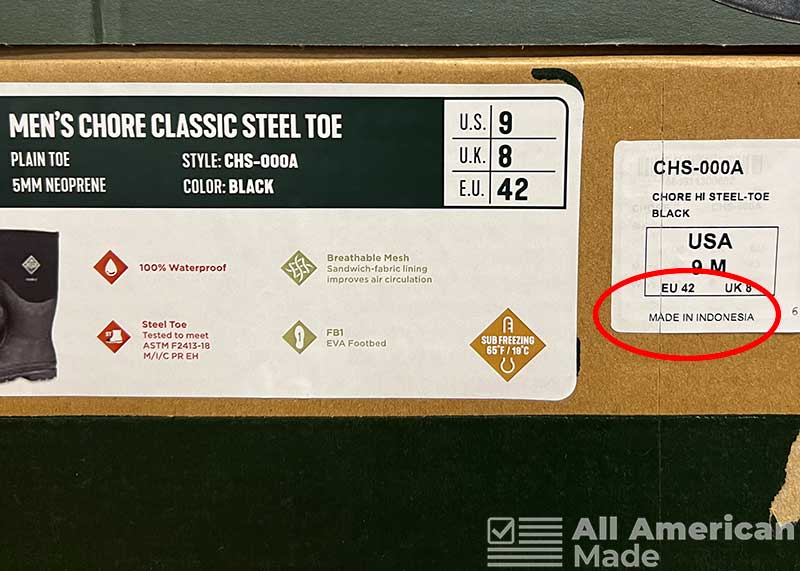 MEN'S CHORE CLASSIC STEEL TOE
PLAIN TOE
STYLE: CHS-000A
5MM NEOPRENE
COLOR: BLACK
U.S. 9
U.K. 8
E.U. 42
100% Waterproof
Breathable Mesh
Sandwich-fabric lining
improves air circulation
Steel Toe
Tested to meet
ASTM F2413-18
M/I/C PR EH
FB1
EVA Footbed
SUB FREEZING
65°F / 18°C
CHS-000A
CHORE HI STEEL-TOE
BLACK
USA
9 M
EU 42 UK 8
MADE IN INDONESIA
6
All American
Made